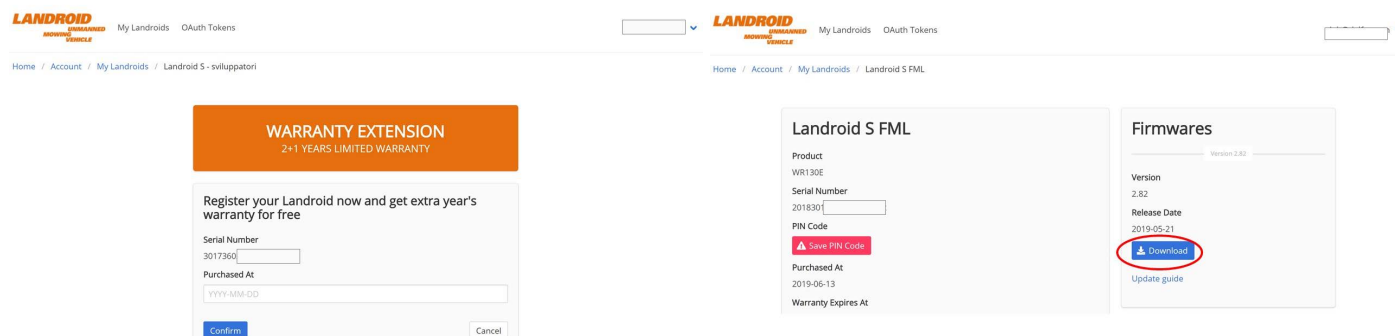 LANDROID
UNMANNED
MOWING
VEHICLE
My Landroids OAuth Tokens
Home / Account / My Landroids / Landroid S - sviluppatori
WARRANTY EXTENSION
2+1 YEARS LIMITED WARRANTY
Register your Landroid now and get extra year's
warranty for free
Serial Number
3017360
Purchased At
YYYY-MM-DD
Confirm Cancel
LANDROID
UNMANNED
MOWING
VEHICLE
My Landroids OAuth Tokens
Home / Account / My Landroids / Landroid S FML
Landroid S FML
Product
WR130E
Serial Number
2018301
PIN Code
Save PIN Code
Purchased At
2019-06-13
Warranty Expires At
Firmwares
Version 2.82
Version
2.82
Release Date
2019-05-21
Download
Update guide